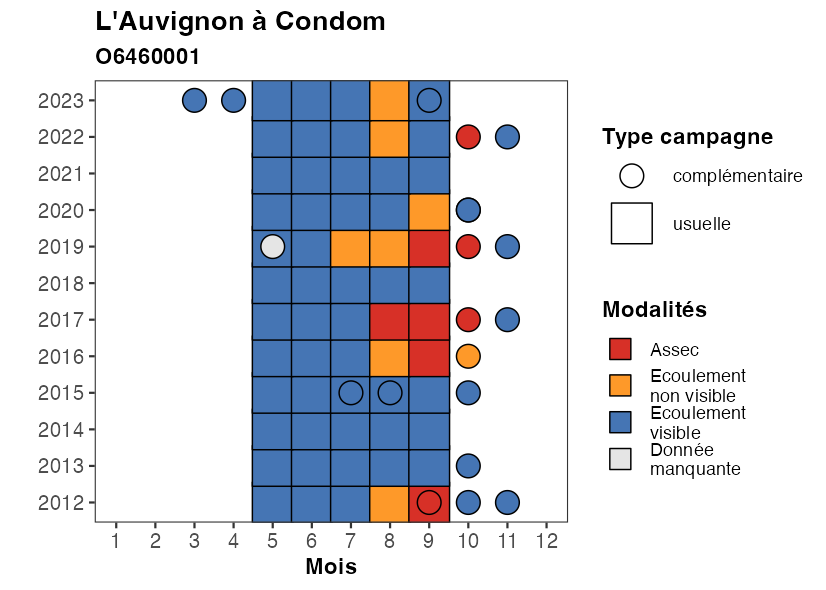 L'Auvignon à Condom
O6460001
2023
2022
2021
2020
2019
2018
2017
2016
2015
2014
2013
2012
1 2 3 4 5 6 7 8 9 10 11 12
Mois
Type campagne
complémentaire
usuelle
Modalités
Assec
Ecoulement
non visible
Ecoulement
visible
Donnée
manquante